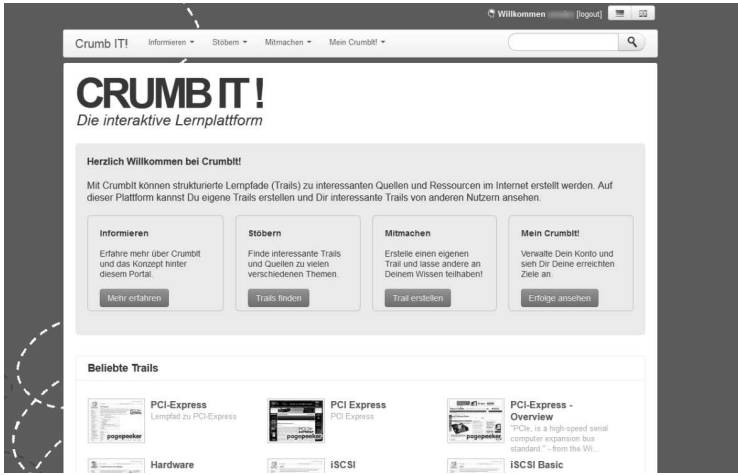 Willkommen [logout]
Crumb IT! Informieren Stöbern Mitmachen Mein CrumbIt!
CRUMB IT!
Die interaktive Lernplattform
Herzlich Willkommen bei CrumbIt!
Mit CrumbIt können strukturierte Lernpfade (Trails) zu interessanten Quellen und Ressourcen im Internet erstellt werden. Auf
dieser Plattform kannst Du eigene Trails erstellen und Dir interessante Trails von anderen Nutzern ansehen.
Informieren
Erfahre mehr über CrumbIt
und das Konzept hinter
diesem Portal.
Mehr erfahren
Stöbern
Finde interessante Trails
und Quellen zu vielen
verschiedenen Themen.
Trails finden
Mitmachen
Erstelle einen eigenen
Trail und lasse andere an
Deinem Wissen teilhaben!
Trail erstellen
Mein CrumbIt!
Verwalte Dein Konto und
sieh Dir Deine erreichten
Ziele an.
Erfolge ansehen
Beliebte Trails
pagepeeker
PCI-Express
Lernpfad zu PCI-Express
pagepeeker
PCI Express
PCI Express
pagepeeker
PCI-Express -
Overview
"PCIe, is a high-speed serial
computer expansion bus
standard." - from the Wi...
Hardware
iSCSI
iSCSI Basic